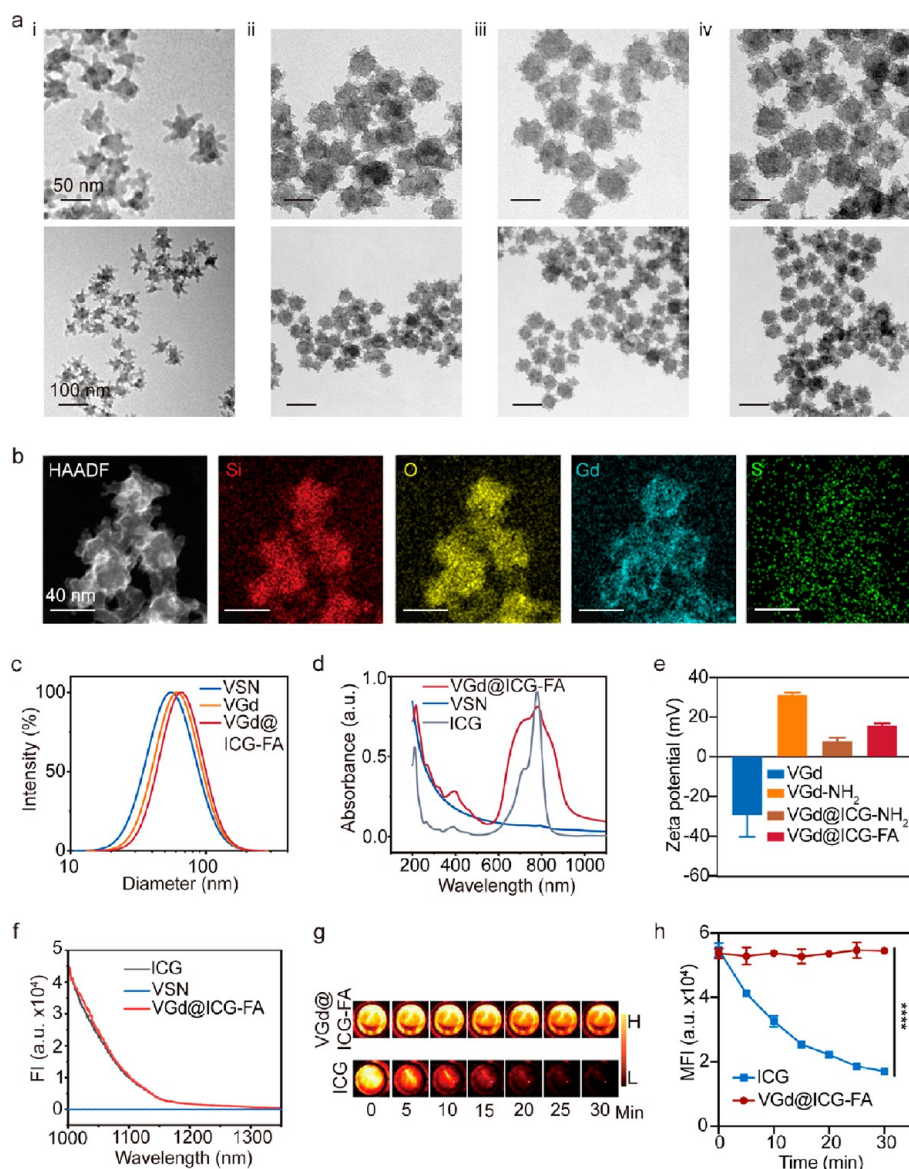 a
i
ii
iii
iv
50 nm
100 nm
b
HAADF
Si
O
Gd
S
40 nm
c
Intensity (%)
100
50
0
10
100
Diameter (nm)
VSN
VGd
VGd@
ICG-FA
d
Absorbance (a.u.)
1.0
0.5
0.0
200
400
600
800
1000
Wavelength (nm)
VGd@ICG-FA
VSN
ICG
e
Zeta potential (mV)
40
20
0
-20
-40
-60
VGd
VGd-NH₂
VGd@ICG-NH₂
VGd@ICG-FA
f
FI (a.u. x10⁴)
5
4
3
2
1
0
1000
1100
1200
1300
Wavelength (nm)
ICG
VSN
VGd@ICG-FA
g
VGd@
ICG-FA
ICG
H
L
0
5
10
15
20
25
30
Min
h
MFI (a.u. x10⁴)
6
4
2
0
0
10
20
30
Time (min)
ICG
VGd@ICG-FA
****